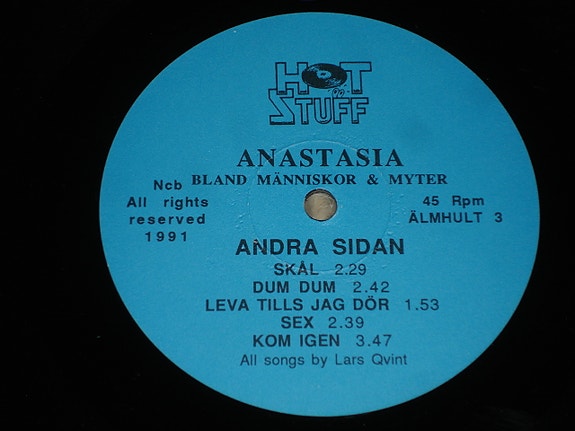 HOT
STUFF
ANASTASIA
BLAND MÄNNISKOR & MYTER
Ncb
All rights
reserved
1991
45 Rpm
ÄLMHULT 3
ANDRA SIDAN
SKÅL 2.29
DUM DUM 2.42
LEVA TILLS JAG DÖR 1.53
SEX 2.39
KOM IGEN 3.47
All songs by Lars Qvint